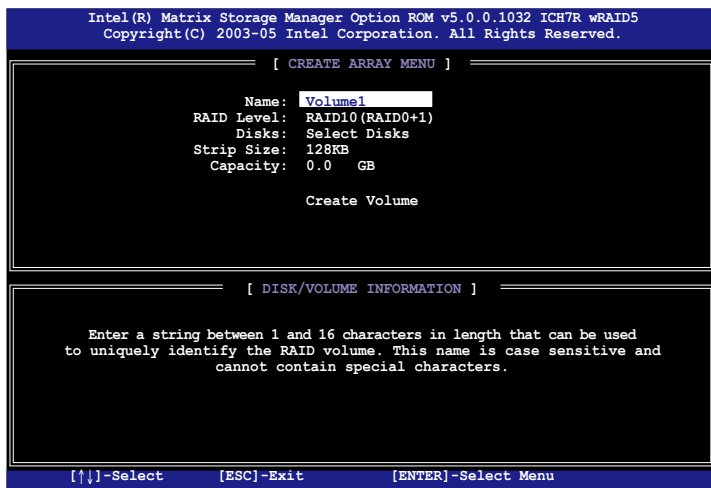 Intel(R) Matrix Storage Manager Option ROM v5.0.0.1032 ICH7R wRAID5
Copyright(C) 2003-05 Intel Corporation. All Rights Reserved.
[ CREATE ARRAY MENU ]
Name: Volume1
RAID Level: RAID10(RAID0+1)
Disks: Select Disks
Strip Size: 128KB
Capacity: 0.0 GB
Create Volume
[ DISK/VOLUME INFORMATION ]
Enter a string between 1 and 16 characters in length that can be used
to uniquely identify the RAID volume. This name is case sensitive and
cannot contain special characters.
[↑↓]-Select [ESC]-Exit [ENTER]-Select Menu